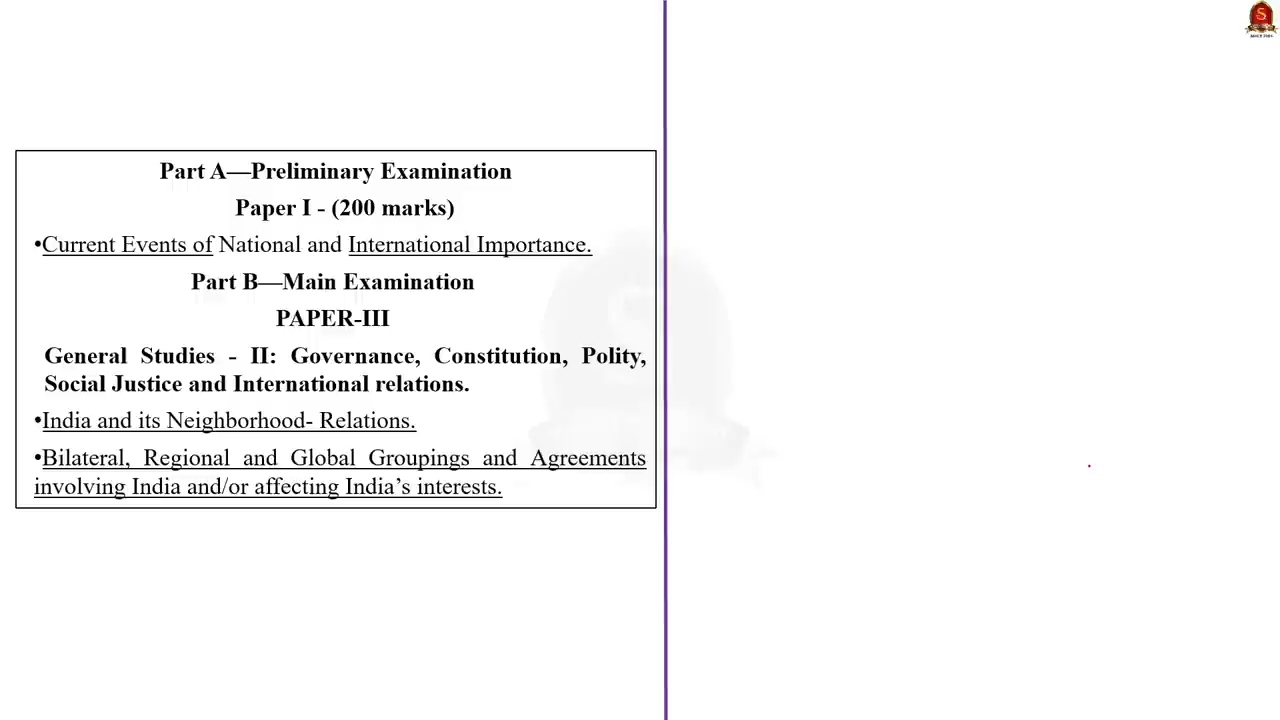 Part A—Preliminary Examination
Paper I - (200 marks)
•Current Events of National and International Importance.
Part B—Main Examination
PAPER-III
General Studies - II: Governance, Constitution, Polity,
Social Justice and International relations.
•India and its Neighborhood- Relations.
•Bilateral, Regional and Global Groupings and Agreements
involving India and/or affecting India’s interests.
S